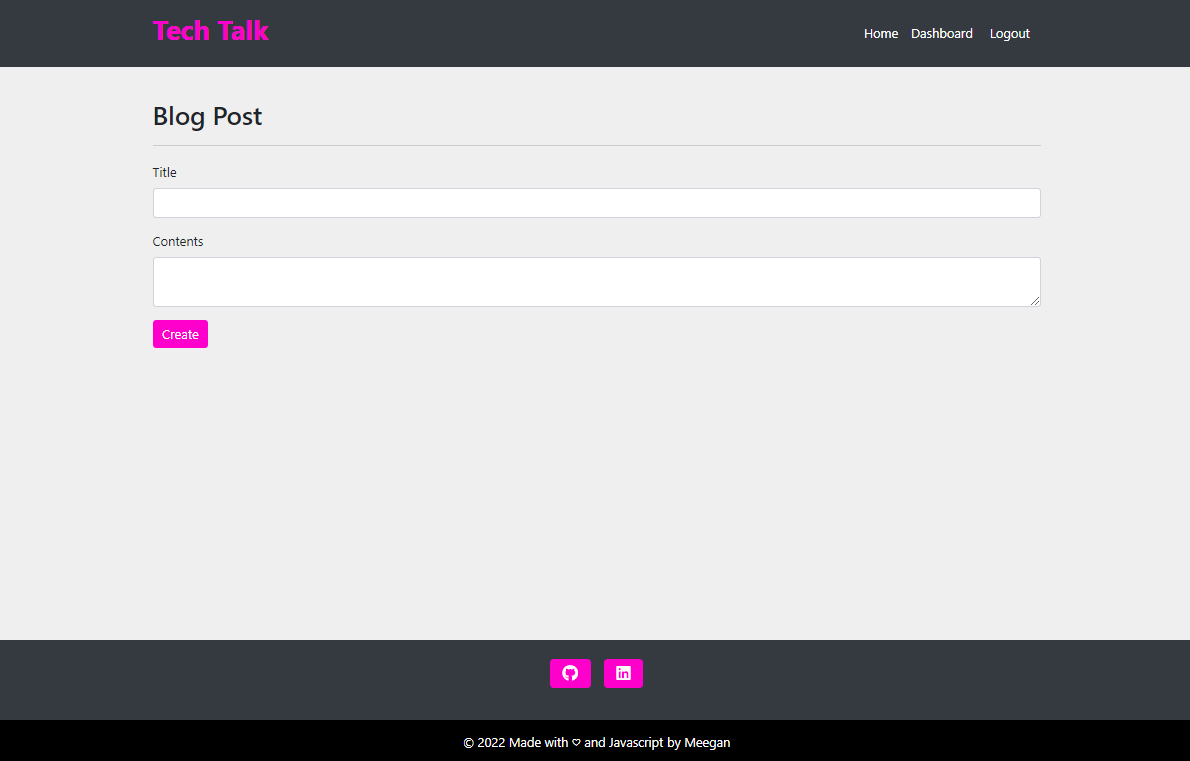 Tech Talk
Home Dashboard Logout
Blog Post
Title
Contents
Create
© 2022 Made with ♡ and Javascript by Meegan